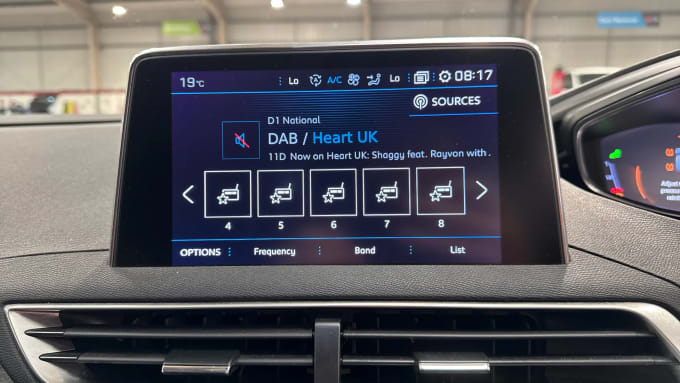 19°C Lo A/C Lo 08:17
SOURCES
D1 National
DAB / Heart UK
11D Now on Heart UK: Shaggy feat. Rayvon with .
4 5 6 7 8
OPTIONS Frequency Band List
Adjust